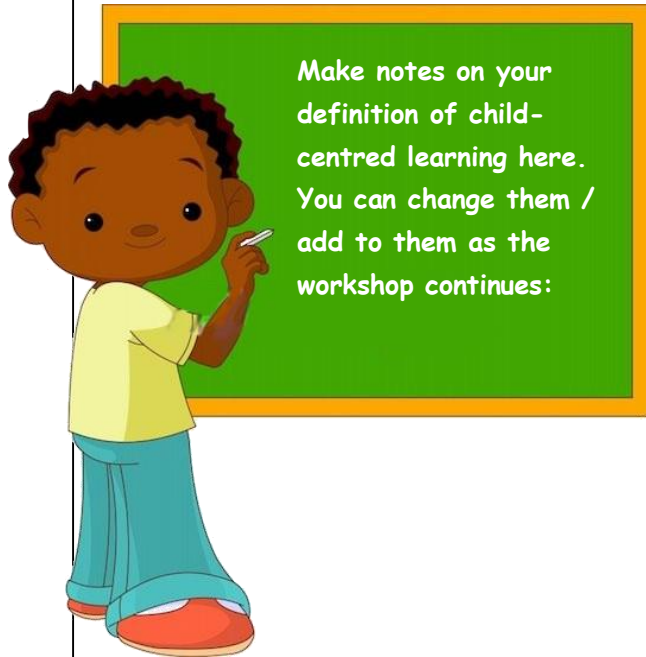 Make notes on your
definition of child-
centred learning here.
You can change them /
add to them as the
workshop continues: